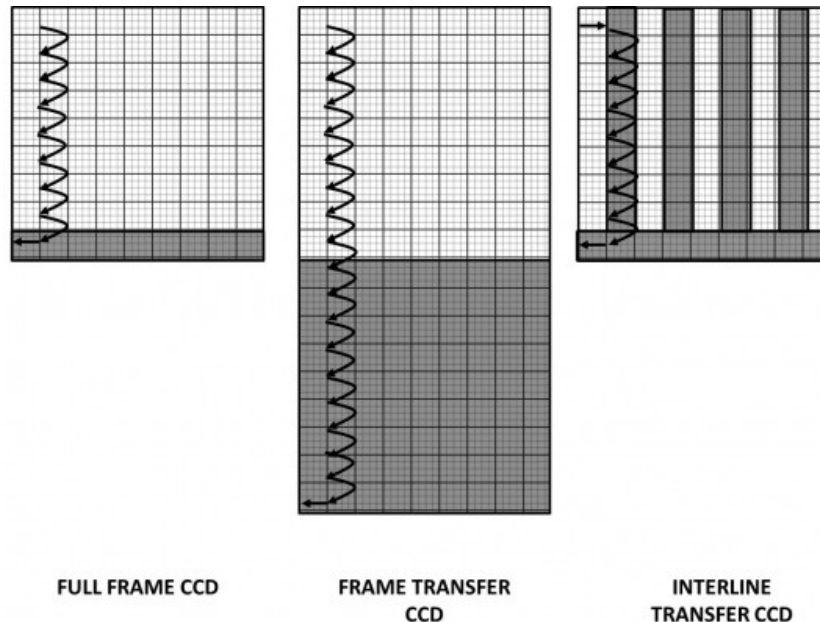 FULL FRAME CCD
FRAME TRANSFER
CCD
INTERLINE
TRANSFER CCD